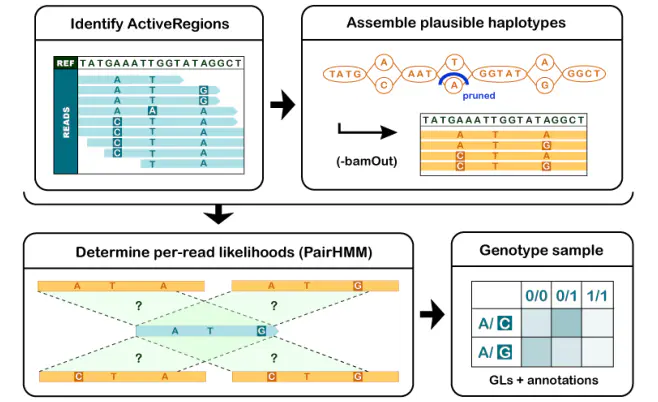 Identify ActiveRegions
REF TATGAAATTGGTATAGGCT
READS
A T
A T G
A T G
A A A
C T A
C T A
C T A
C T A
T A
Assemble plausible haplotypes
TATG A C AAT T A GGTAT A G GGCT
pruned
(-bamOut)
TATGAAATTGGTATAGGCT
A T A
A T G
C T A
C T G
Determine per-read likelihoods (PairHMM)
A T A A T G
? ?
A T G
? ?
C T A C T G
Genotype sample
0/0 0/1 1/1
A/ C
A/ G
GLs + annotations